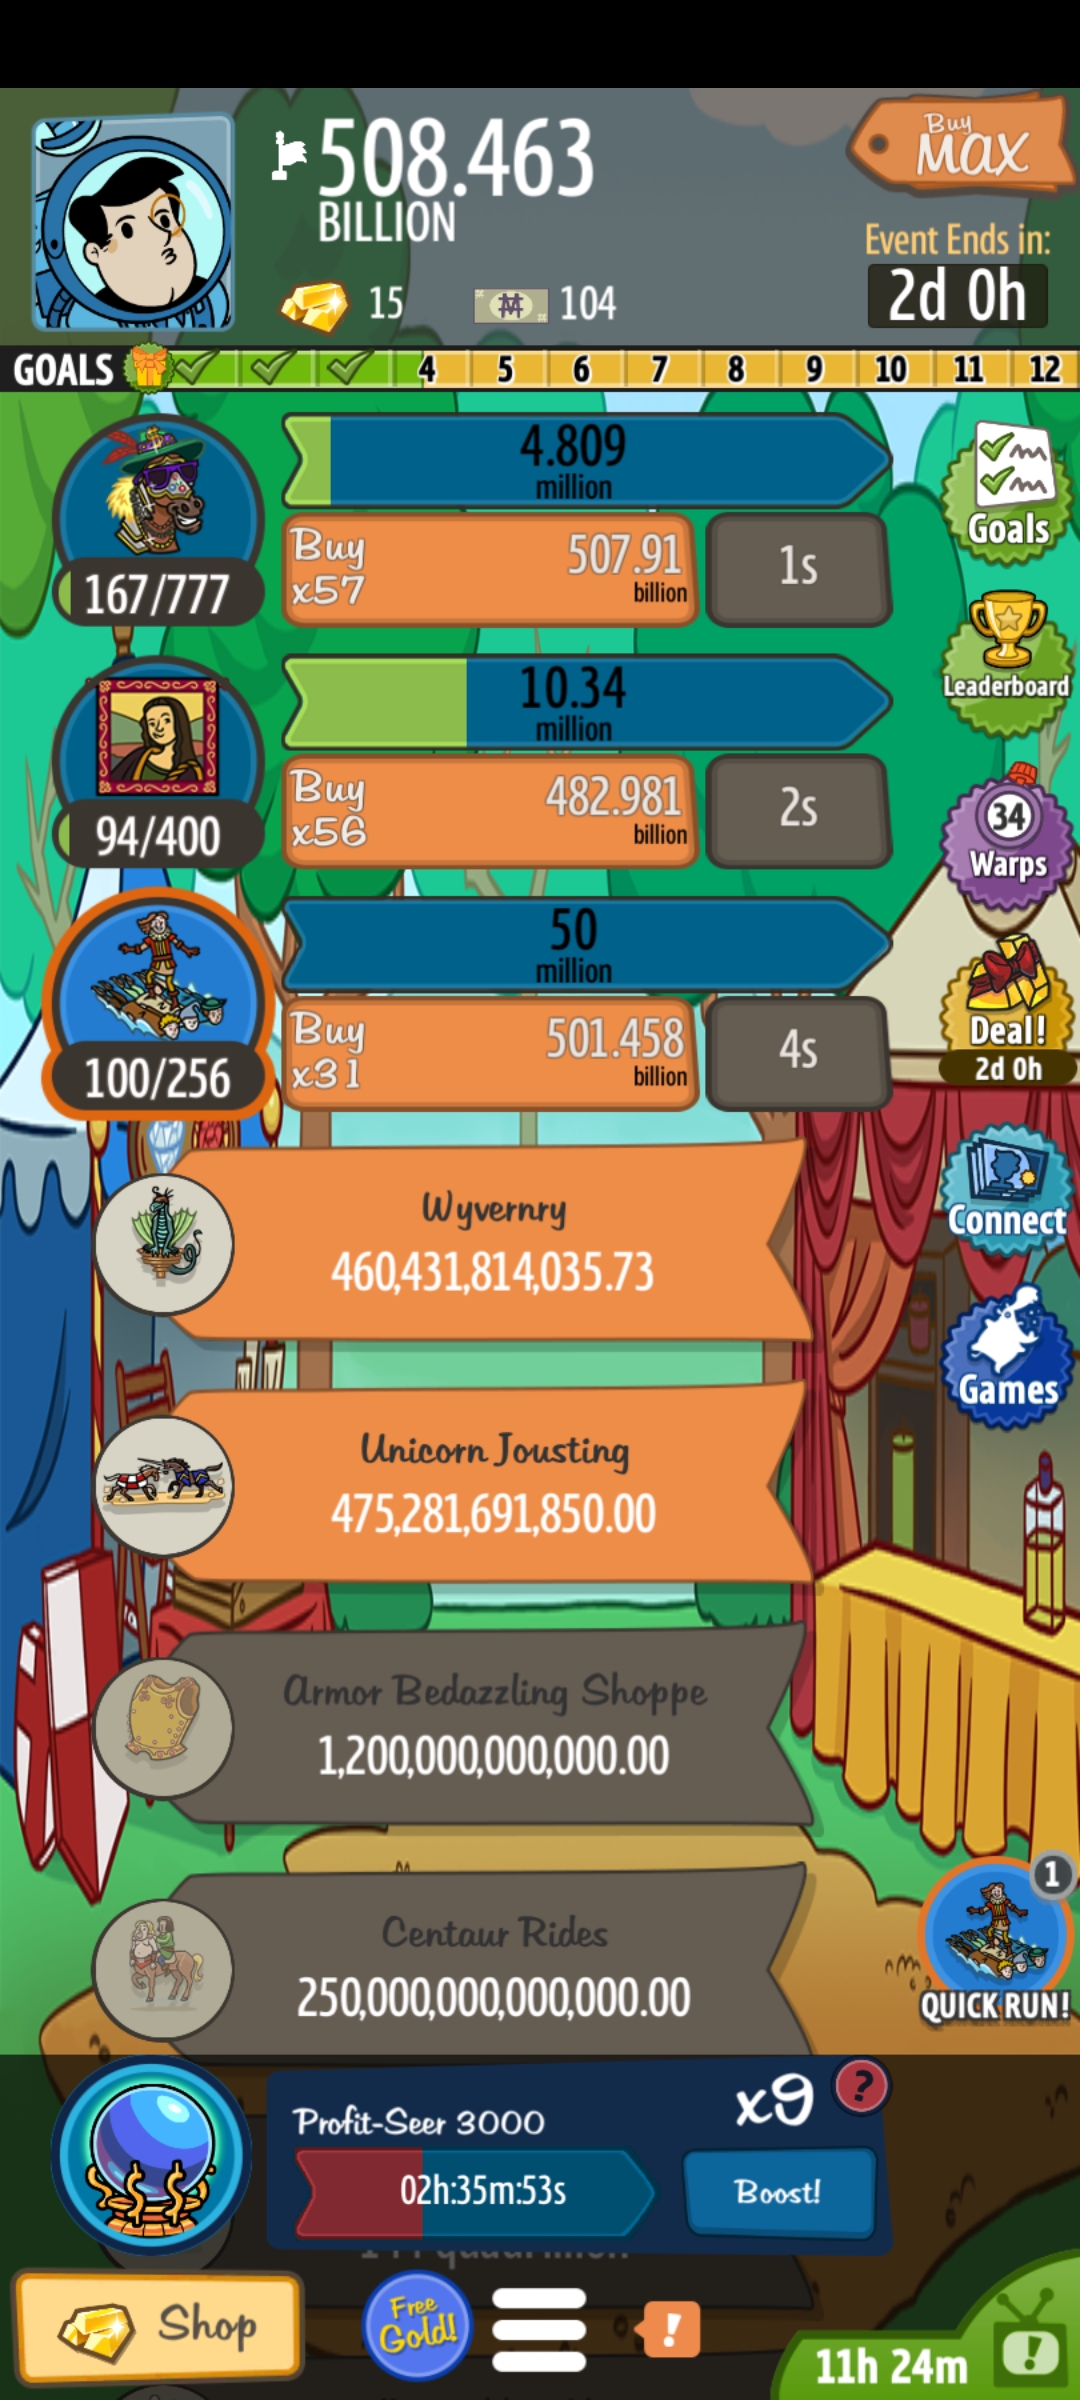 508.463
BILLION
Buy
MAX
Event Ends in:
2d 0h
15
104
GOALS
4 5 6 7 8 9 10 11 12
4.809
million
Buy
x57
507.91
billion
1s
167/777
Goals
Leaderboard
10.34
million
Buy
x56
482.981
billion
2s
94/400
34
Warps
50
million
Buy
x31
501.458
billion
4s
100/256
Deal!
2d 0h
Wyvernry
460,431,814,035.73
Connect
Games
Unicorn Jousting
475,281,691,850.00
Armor Bedazzling Shoppe
1,200,000,000,000.00
Centaur Rides
250,000,000,000,000.00
1
QUICK RUN!
Profit-Seer 3000
x9
?
02h:35m:53s
Boost!
Shop
Free
Gold!
!
11h 24m
!